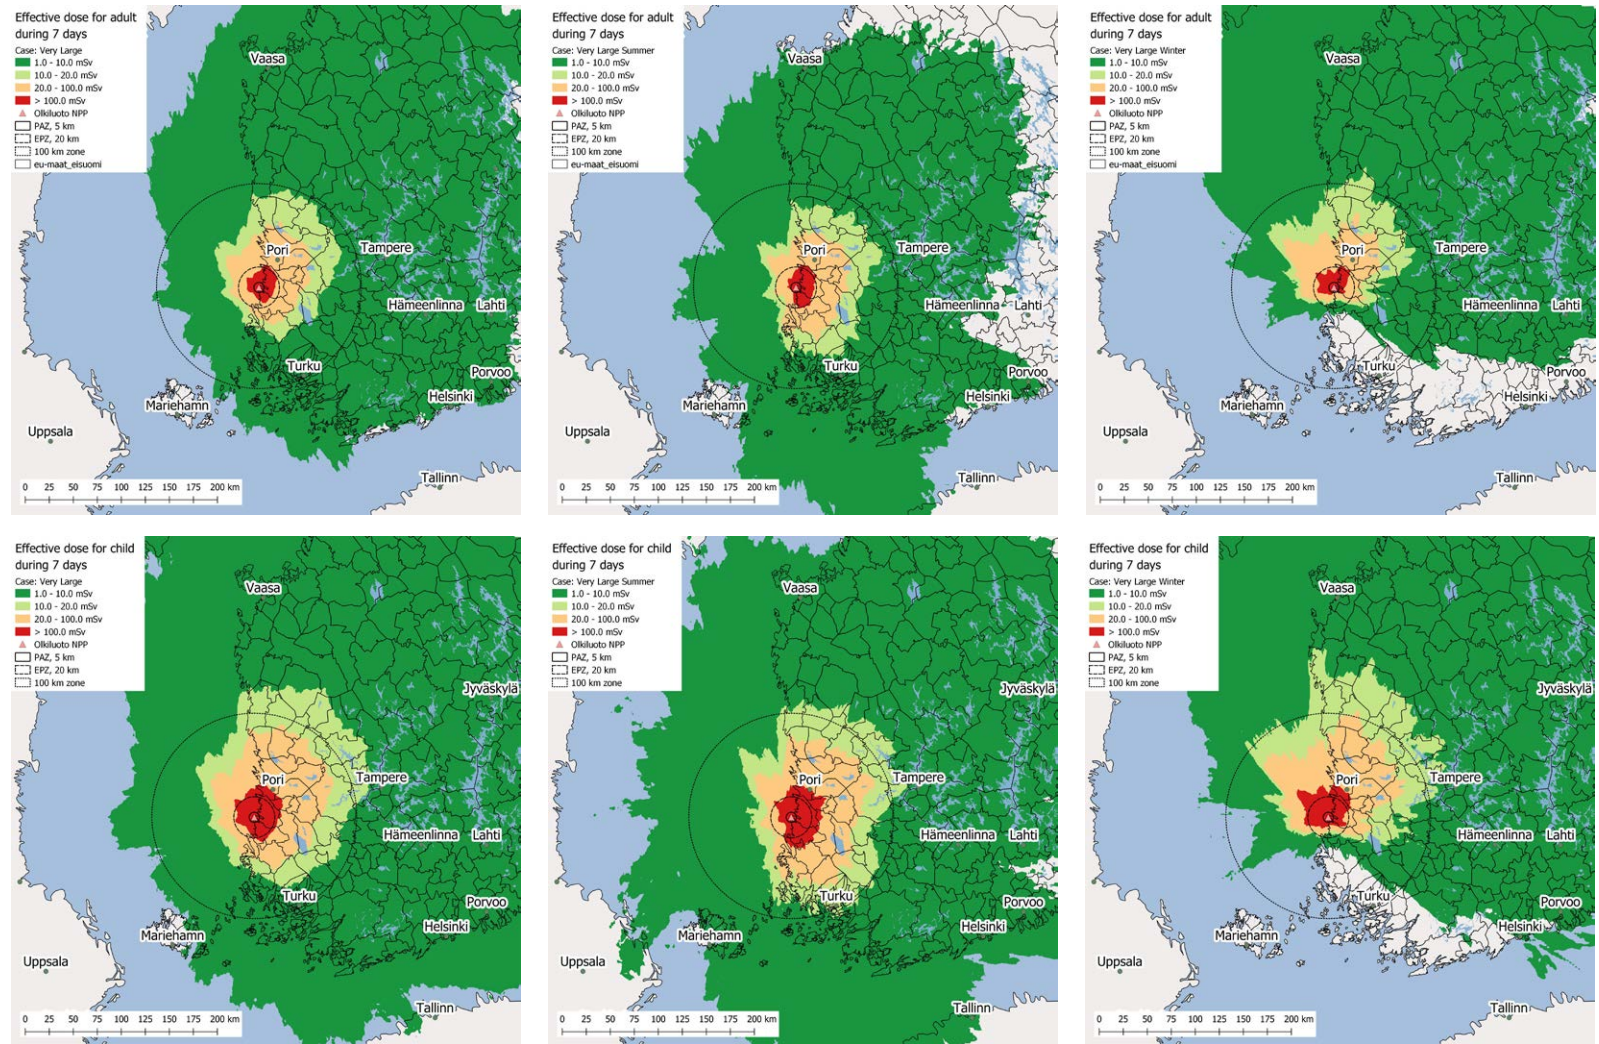 Effective dose for adult
during 7 days
Case: Very Large
1.0 - 10.0 mSv
10.0 - 20.0 mSv
20.0 - 100.0 mSv
> 100.0 mSv
Olkiluoto NPP
PAZ, 5 km
EPZ, 20 km
100 km zone
eu-maat_eisuomi
Vaasa
Pori
Tampere
Hämeenlinna
Lahti
Turku
Porvoo
Helsinki
Mariehamn
Uppsala
Tallinn
0 25 50 75 100 125 150 175 200 km
Effective dose for adult
during 7 days
Case: Very Large Summer
1.0 - 10.0 mSv
10.0 - 20.0 mSv
20.0 - 100.0 mSv
> 100.0 mSv
Olkiluoto NPP
PAZ, 5 km
EPZ, 20 km
100 km zone
eu-maat_eisuomi
Vaasa
Pori
Tampere
Hämeenlinna
Lahti
Turku
Porvoo
Helsinki
Mariehamn
Uppsala
Tallinn
0 25 50 75 100 125 150 175 200 km
Effective dose for adult
during 7 days
Case: Very Large Winter
1.0 - 10.0 mSv
10.0 - 20.0 mSv
20.0 - 100.0 mSv
> 100.0 mSv
Olkiluoto NPP
PAZ, 5 km
EPZ, 20 km
100 km zone
eu-maat_eisuomi
Vaasa
Pori
Tampere
Hämeenlinna
Lahti
Turku
Porvoo
Helsinki
Mariehamn
Uppsala
Tallinn
0 25 50 75 100 125 150 175 200 km
Effective dose for child
during 7 days
Case: Very Large
1.0 - 10.0 mSv
10.0 - 20.0 mSv
20.0 - 100.0 mSv
> 100.0 mSv
Olkiluoto NPP
PAZ, 5 km
EPZ, 20 km
100 km zone
Vaasa
Jyväskylä
Pori
Tampere
Hämeenlinna
Lahti
Turku
Porvoo
Helsinki
Mariehamn
Uppsala
Tallinn
0 25 50 75 100 125 150 175 200 km
Effective dose for child
during 7 days
Case: Very Large Summer
1.0 - 10.0 mSv
10.0 - 20.0 mSv
20.0 - 100.0 mSv
> 100.0 mSv
Olkiluoto NPP
PAZ, 5 km
EPZ, 20 km
100 km zone
Vaasa
Jyväskylä
Pori
Tampere
Hämeenlinna
Lahti
Turku
Porvoo
Helsinki
Mariehamn
Uppsala
Tallinn
0 25 50 75 100 125 150 175 200 km
Effective dose for child
during 7 days
Case: Very Large Winter
1.0 - 10.0 mSv
10.0 - 20.0 mSv
20.0 - 100.0 mSv
> 100.0 mSv
Olkiluoto NPP
PAZ, 5 km
EPZ, 20 km
100 km zone
Vaasa
Jyväskylä
Pori
Tampere
Hämeenlinna
Lahti
Turku
Porvoo
Helsinki
Mariehamn
Uppsala
Tallinn
0 25 50 75 100 125 150 175 200 km